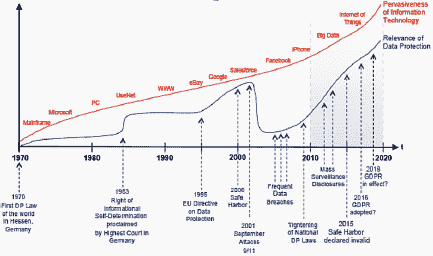 Pervasiveness
of Information
Technology
Internet of
Things
Big Data
iPhone
Facebook
Salesforce
Google
eBay
WWW
UseNet
PC
Microsoft
Mainframe
Relevance of
Data Protection
1970
1980
1990
2000
2010
2020
t
1970
First DP Law
of the world
in Hessen,
Germany
1983
Right of
Informational
Self-Determination
proclaimed
by Highest Court in
Germany
1995
EU Directive
on Data
Protection
2000
Safe
Harbor
2001
September
Attacks
9/11
Frequent
Data
Breaches
Tightening
of National
DP Laws
Mass
Surveillance
Disclosures
2015
Safe Harbor
declared invalid
2016
GDPR
adopted?
2018
GDPR
in effect?